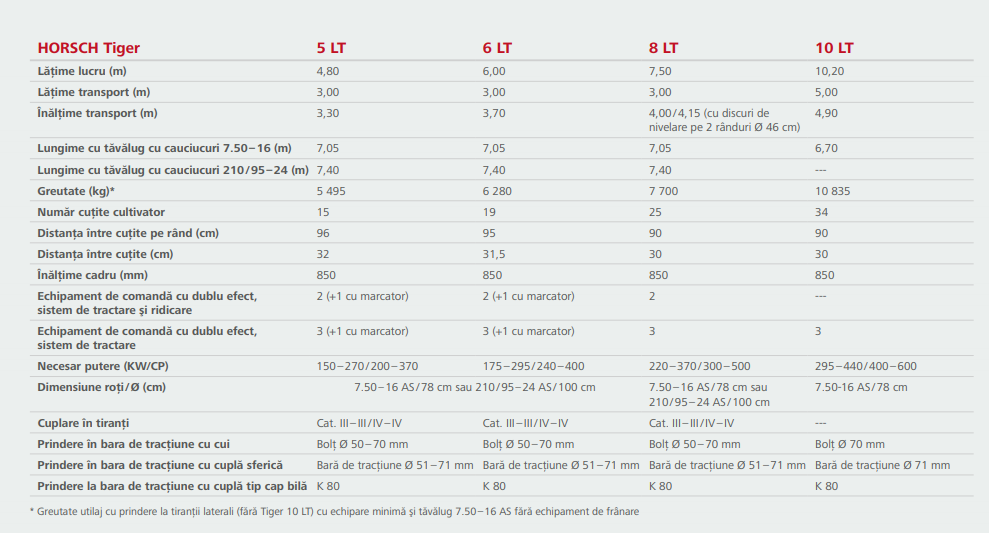 HORSCH Tiger 5 LT 6 LT 8 LT 10 LT
Lățime lucru (m) 4,80 6,00 7,50 10,20
Lățime transport (m) 3,00 3,00 3,00 5,00
Înălțime transport (m) 3,30 3,70 4,00/4,15 (cu discuri de 4,90
nivelare pe 2 rânduri Ø 46 cm)
Lungime cu tăvălug cu cauciucuri 7.50–16 (m) 7,05 7,05 7,05 6,70
Lungime cu tăvălug cu cauciucuri 210/95–24 (m) 7,40 7,40 7,40 ---
Greutate (kg)* 5 495 6 280 7 700 10 835
Număr cuțite cultivator 15 19 25 34
Distanța între cuțite pe rând (cm) 96 95 90 90
Distanța între cuțite (cm) 32 31,5 30 30
Înălțime cadru (mm) 850 850 850 850
Echipament de comandă cu dublu efect, 2 (+1 cu marcator) 2 (+1 cu marcator) 2 ---
sistem de tractare şi ridicare
Echipament de comandă cu dublu efect, 3 (+1 cu marcator) 3 (+1 cu marcator) 3 3
sistem de tractare
Necesar putere (KW/CP) 150–270/200–370 175–295/240–400 220–370/300–500 295–440/400–600
Dimensiune roți/Ø (cm) 7.50–16 AS/78 cm sau 210/95–24 AS/100 cm 7.50–16 AS/78 cm sau 7.50-16 AS/78 cm
210/95–24 AS/100 cm
Cuplare în tiranți Cat. III–III/IV–IV Cat. III–III/IV–IV Cat. III–III/IV–IV ---
Prindere în bara de tracțiune cu cui Bolț Ø 50–70 mm Bolț Ø 50–70 mm Bolț Ø 50–70 mm Bolț Ø 70 mm
Prindere în bara de tracțiune cu cuplă sferică Bară de tracțiune Ø 51–71 mm Bară de tracțiune Ø 51–71 mm Bară de tracțiune Ø 51–71 mm Bară de tracțiune Ø 71 mm
Prindere la bara de tracțiune cu cuplă tip cap bilă K 80 K 80 K 80 K 80
* Greutate utilaj cu prindere la tiranții laterali (fără Tiger 10 LT) cu echipare minimă şi tăvălug 7.50–16 AS fără echipament de frânare